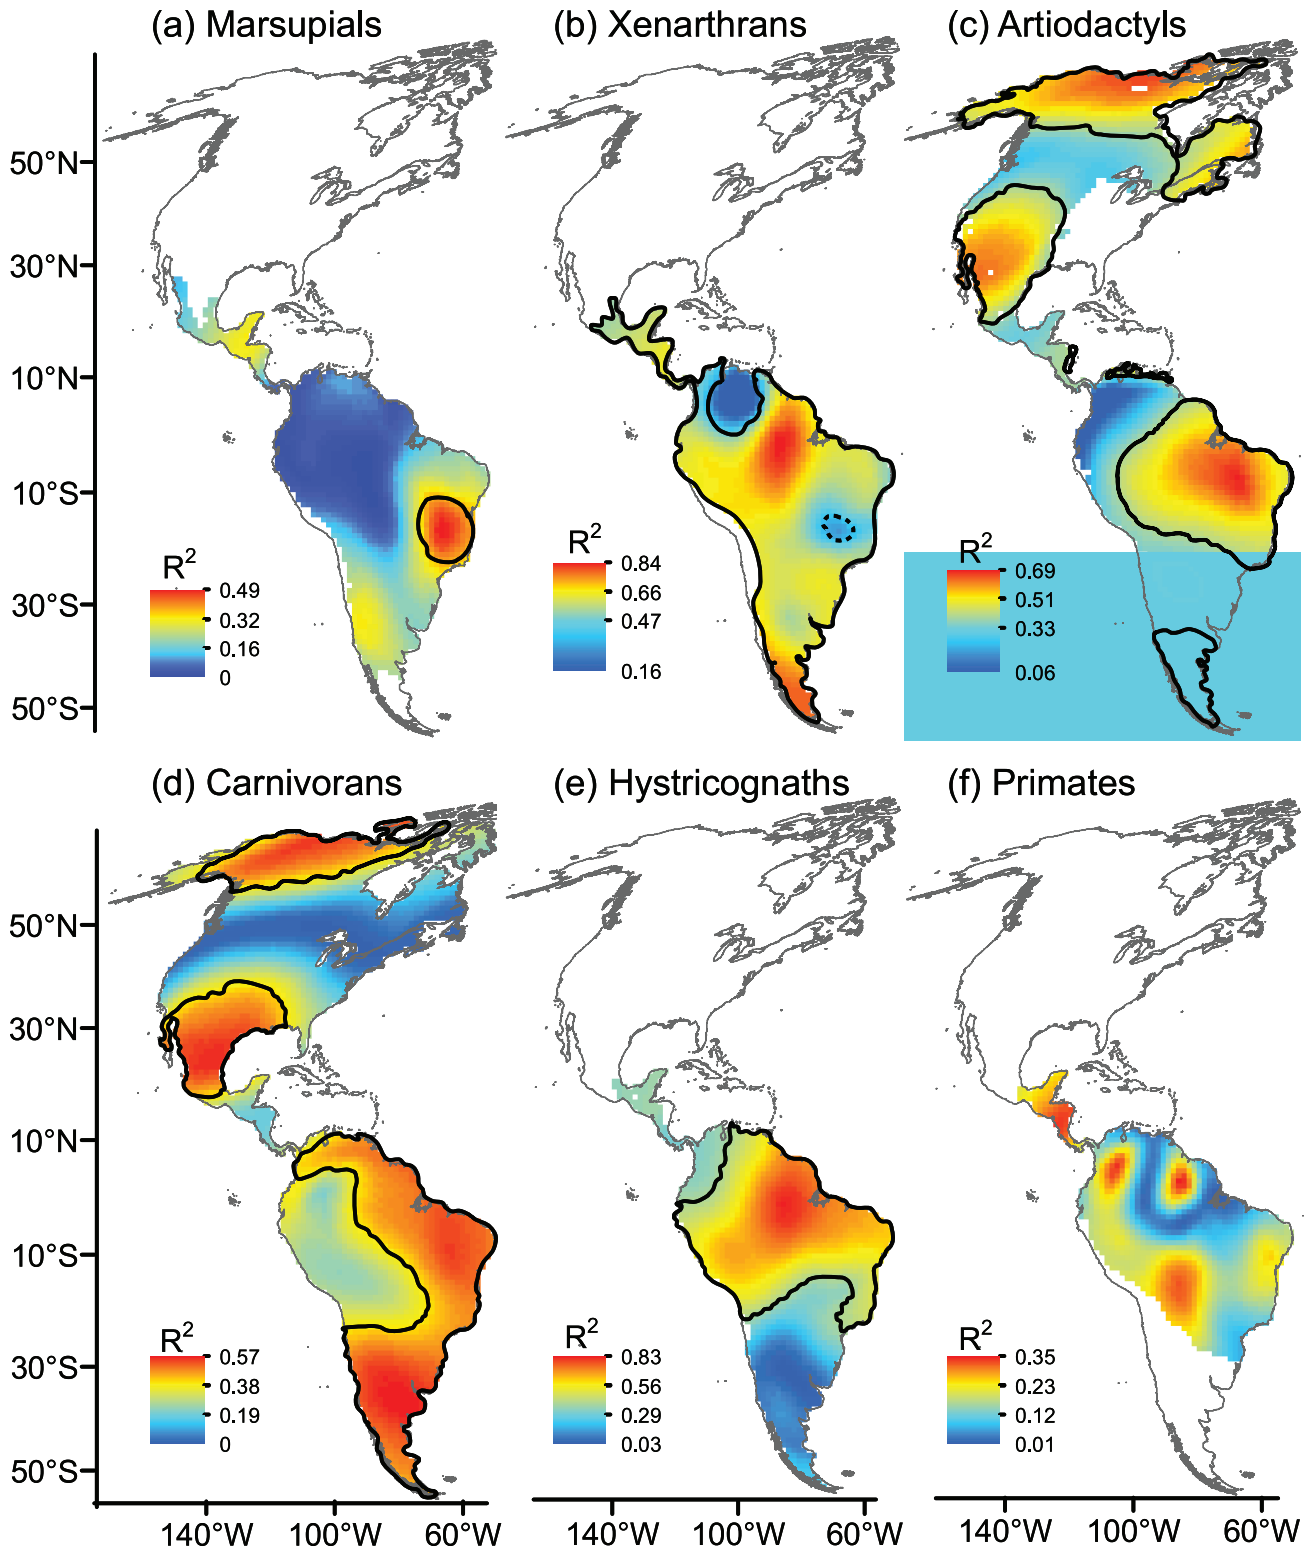 (a) Marsupials
(b) Xenarthrans
(c) Artiodactyls
50°N
30°N
10°N
10°S
30°S
50°S
R²
0.49
0.32
0.16
0
R²
0.84
0.66
0.47
0.16
R²
0.69
0.51
0.33
0.06
(d) Carnivorans
(e) Hystricognaths
(f) Primates
50°N
30°N
10°N
10°S
30°S
50°S
R²
0.57
0.38
0.19
0
R²
0.83
0.56
0.29
0.03
R²
0.35
0.23
0.12
0.01
140°W 100°W 60°W
140°W 100°W 60°W
140°W 100°W 60°W